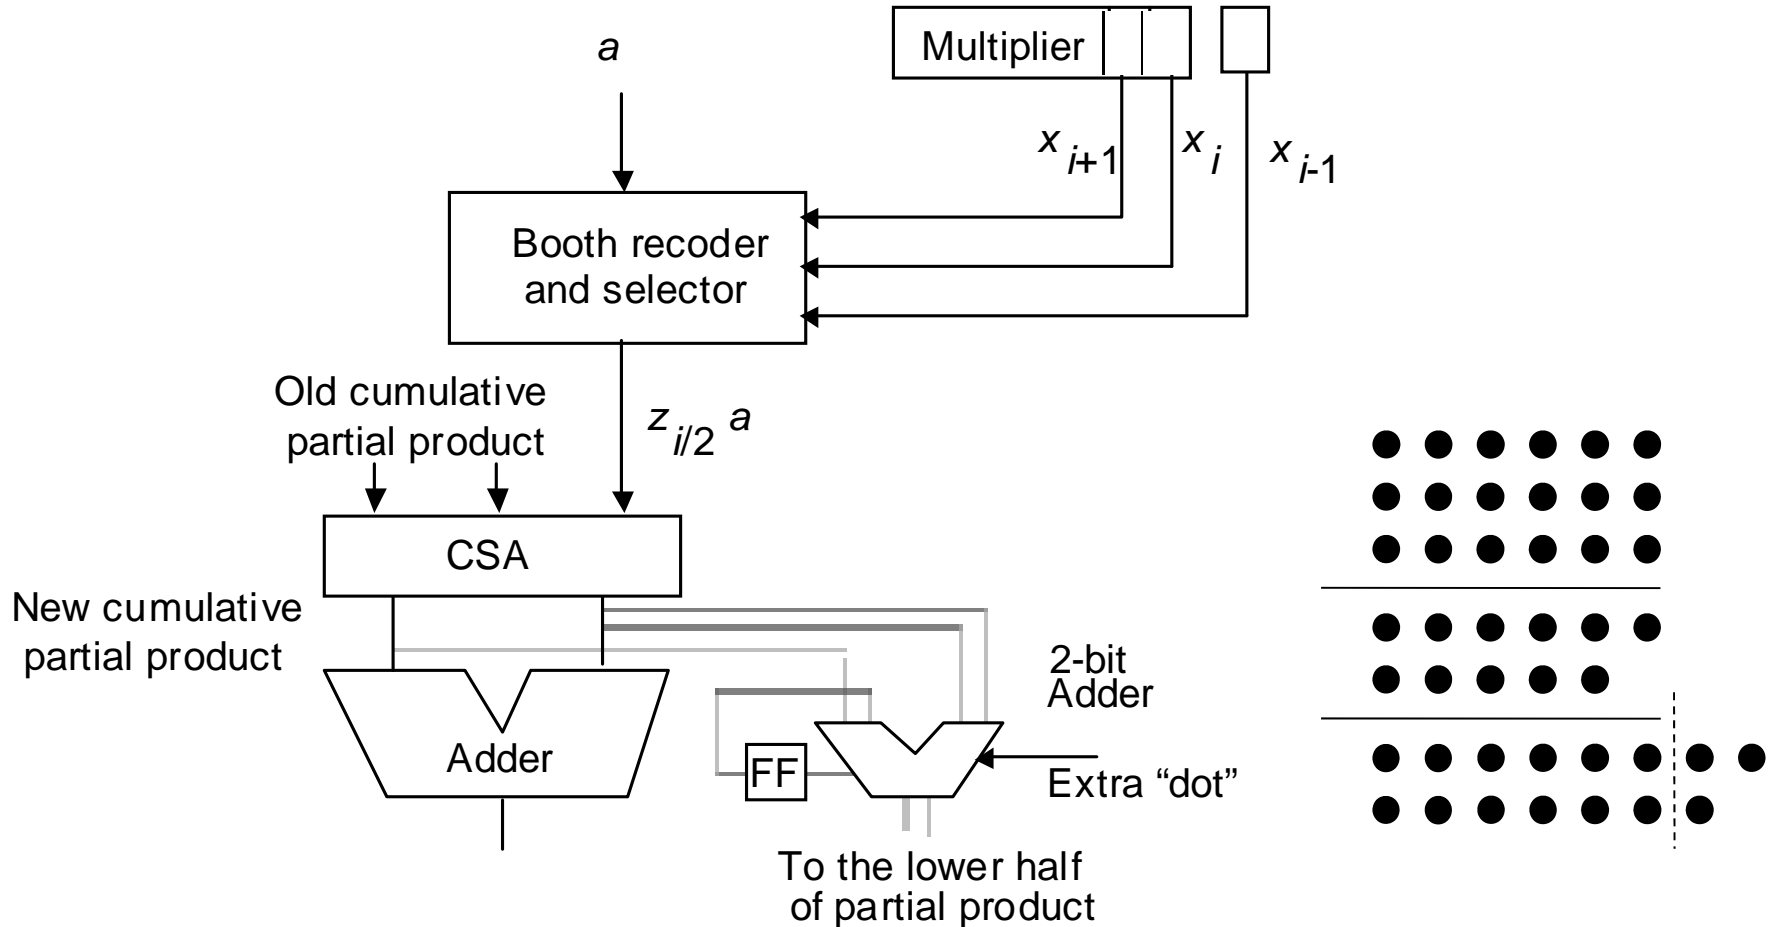 a
Multiplier
x i+1
x i
x i-1
Booth recoder
and selector
Old cumulative
partial product
z i/2 a
CSA
New cumulative
partial product
2-bit
Adder
Adder
FF
Extra “dot”
To the lower half
of partial product